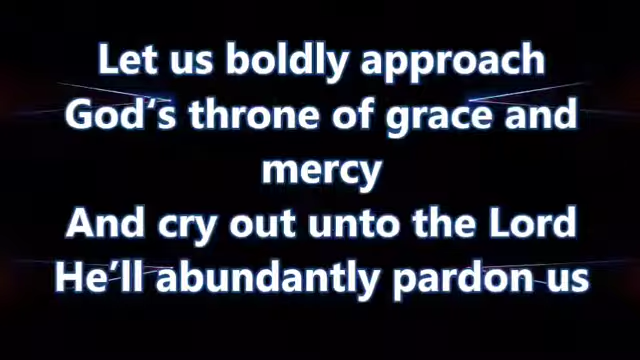 Let us boldly approach
God‘s throne of grace and
mercy
And cry out unto the Lord
He’ll abundantly pardon us